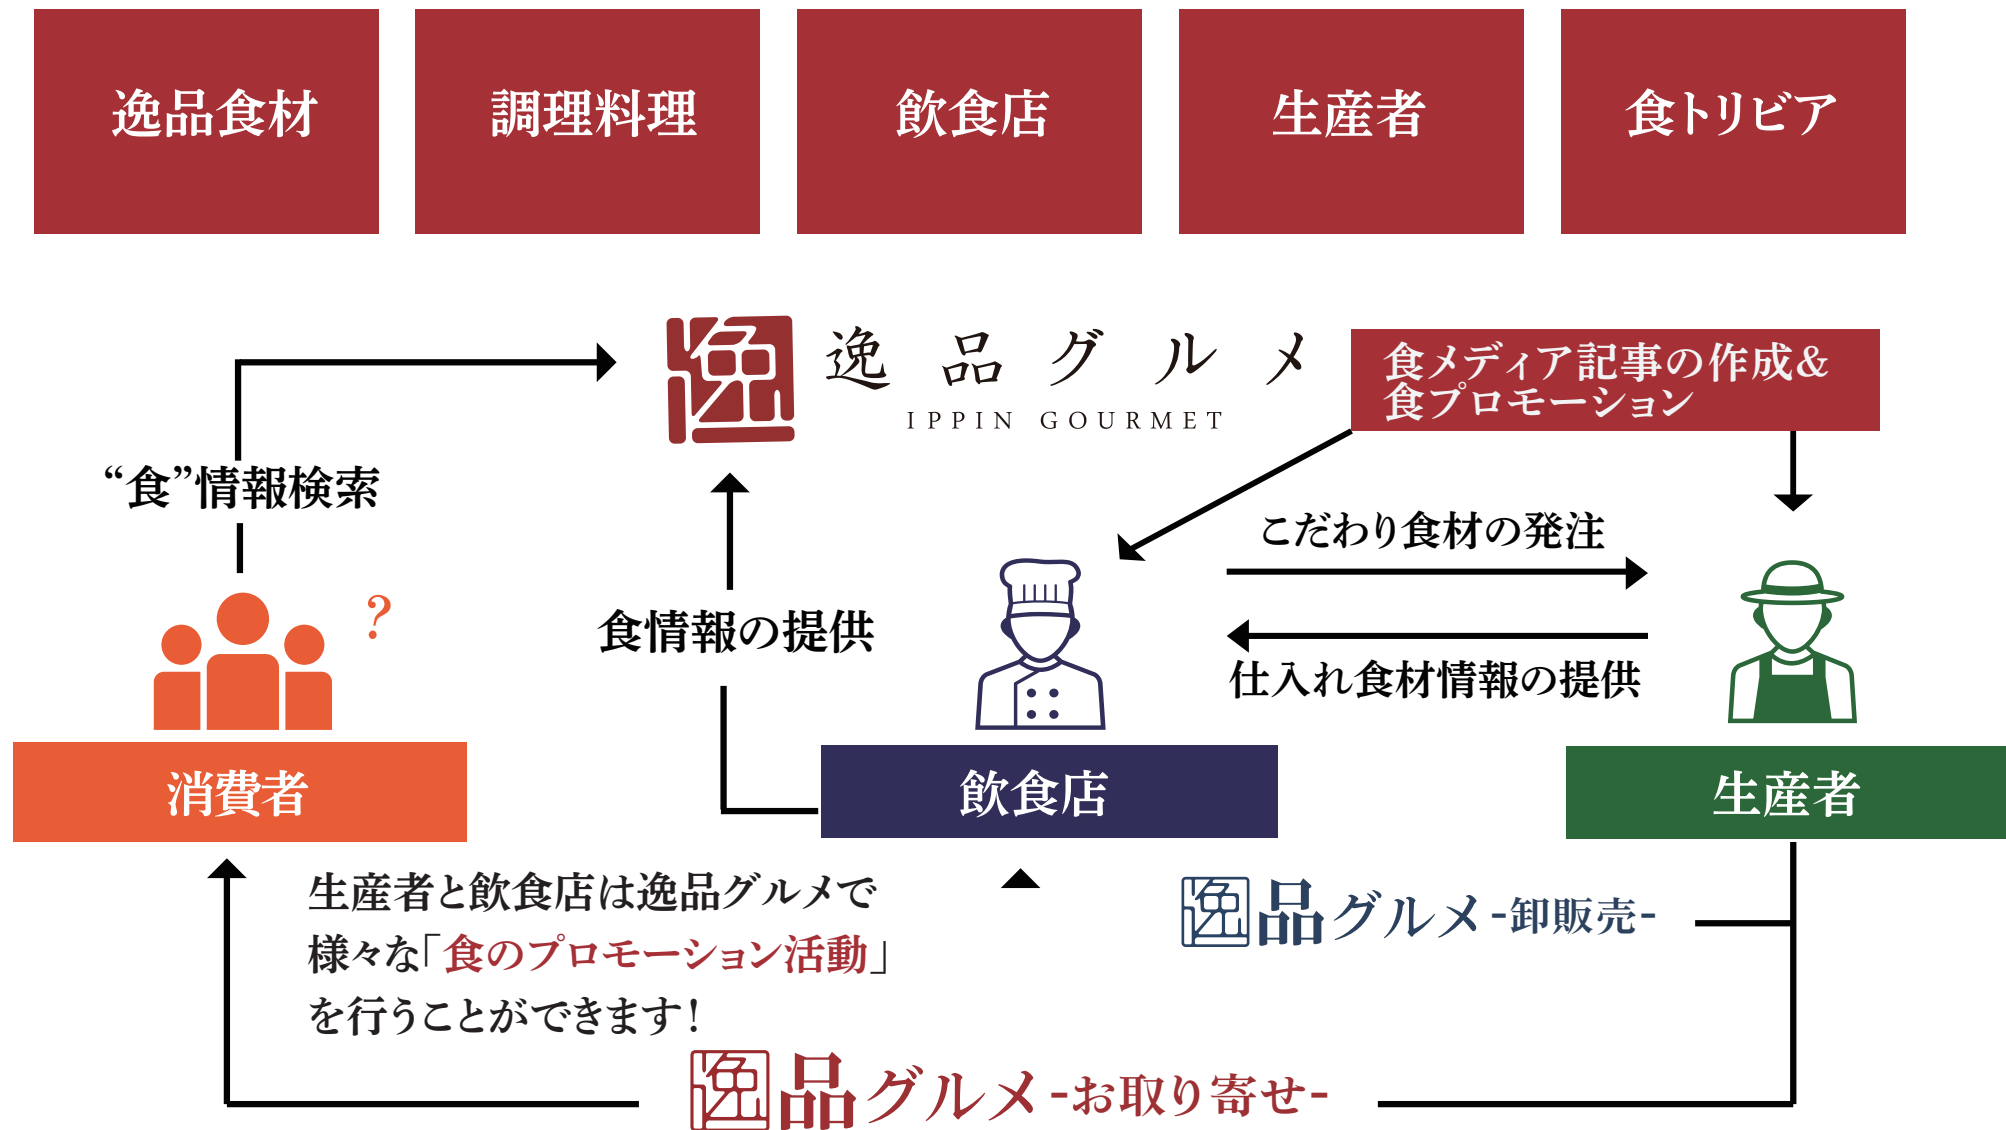 逸品食材
調理料理
飲食店
生産者
食トリビア
逸
逸品グルメ
IPPIN GOURMET
食メディア記事の作成&
食プロモーション
“食”情報検索
?
食情報の提供
こだわり食材の発注
仕入れ食材情報の提供
消費者
飲食店
生産者
生産者と飲食店は逸品グルメで
様々な「食のプロモーション活動」
を行うことができます!
逸品グルメ-卸販売-
逸品グルメ-お取り寄せ-